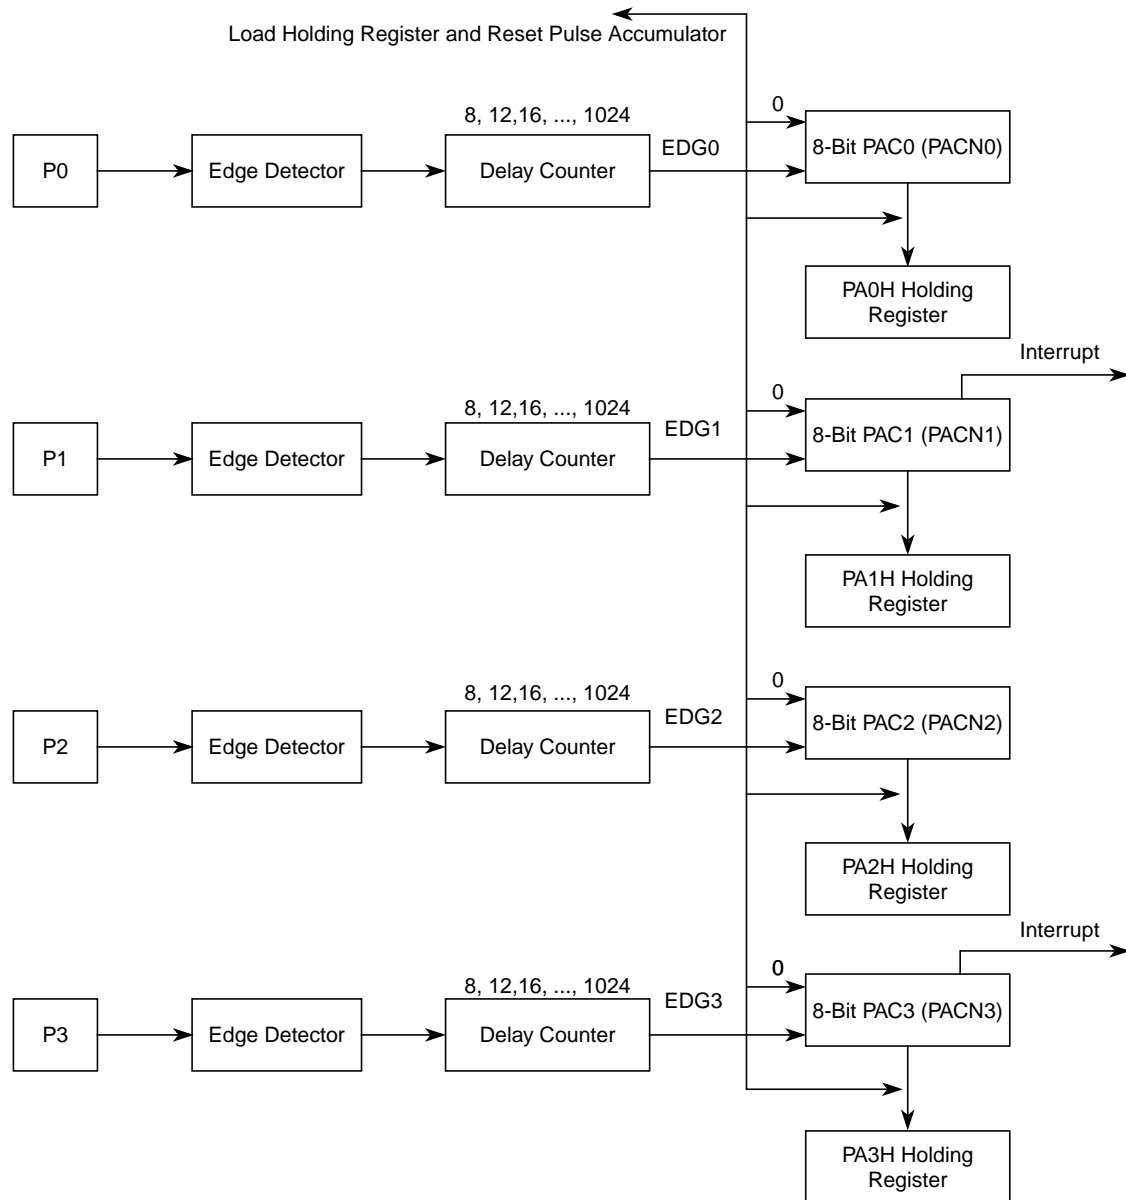 Load Holding Register and Reset Pulse Accumulator
0
8, 12,16, ..., 1024
EDG0
8-Bit PAC0 (PACN0)
P0
Edge Detector
Delay Counter
PA0H Holding
Register
Interrupt
0
8, 12,16, ..., 1024
EDG1
8-Bit PAC1 (PACN1)
P1
Edge Detector
Delay Counter
PA1H Holding
Register
0
8, 12,16, ..., 1024
EDG2
8-Bit PAC2 (PACN2)
P2
Edge Detector
Delay Counter
PA2H Holding
Register
Interrupt
0
8, 12,16, ..., 1024
EDG3
8-Bit PAC3 (PACN3)
P3
Edge Detector
Delay Counter
PA3H Holding
Register